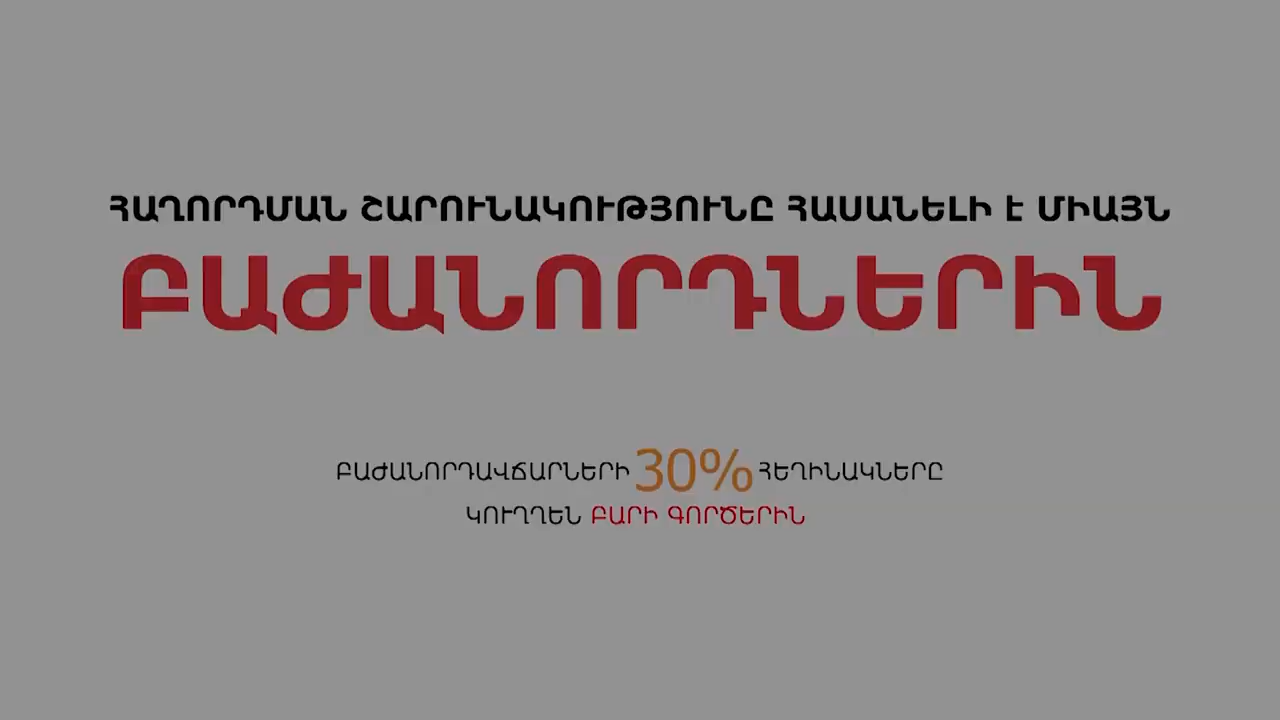 ՀԱՂՈՐԴՄԱՆ ՇԱՐՈՒՆԱԿՈՒԹՅՈՒՆԸ ՀԱՍԱՆԵԼԻ Է ՄԻԱՅՆ
ԲԱԺԱՆՈՐԴՆԵՐԻՆ
ԲԱԺԱՆՈՐԴԱՎՃԱՐՆԵՐԻ 30% ՀԵՂԻՆԱԿՆԵՐԸ
ԿՈՒՂՂԵՆ ԲԱՐԻ ԳՈՐԾԵՐԻՆ